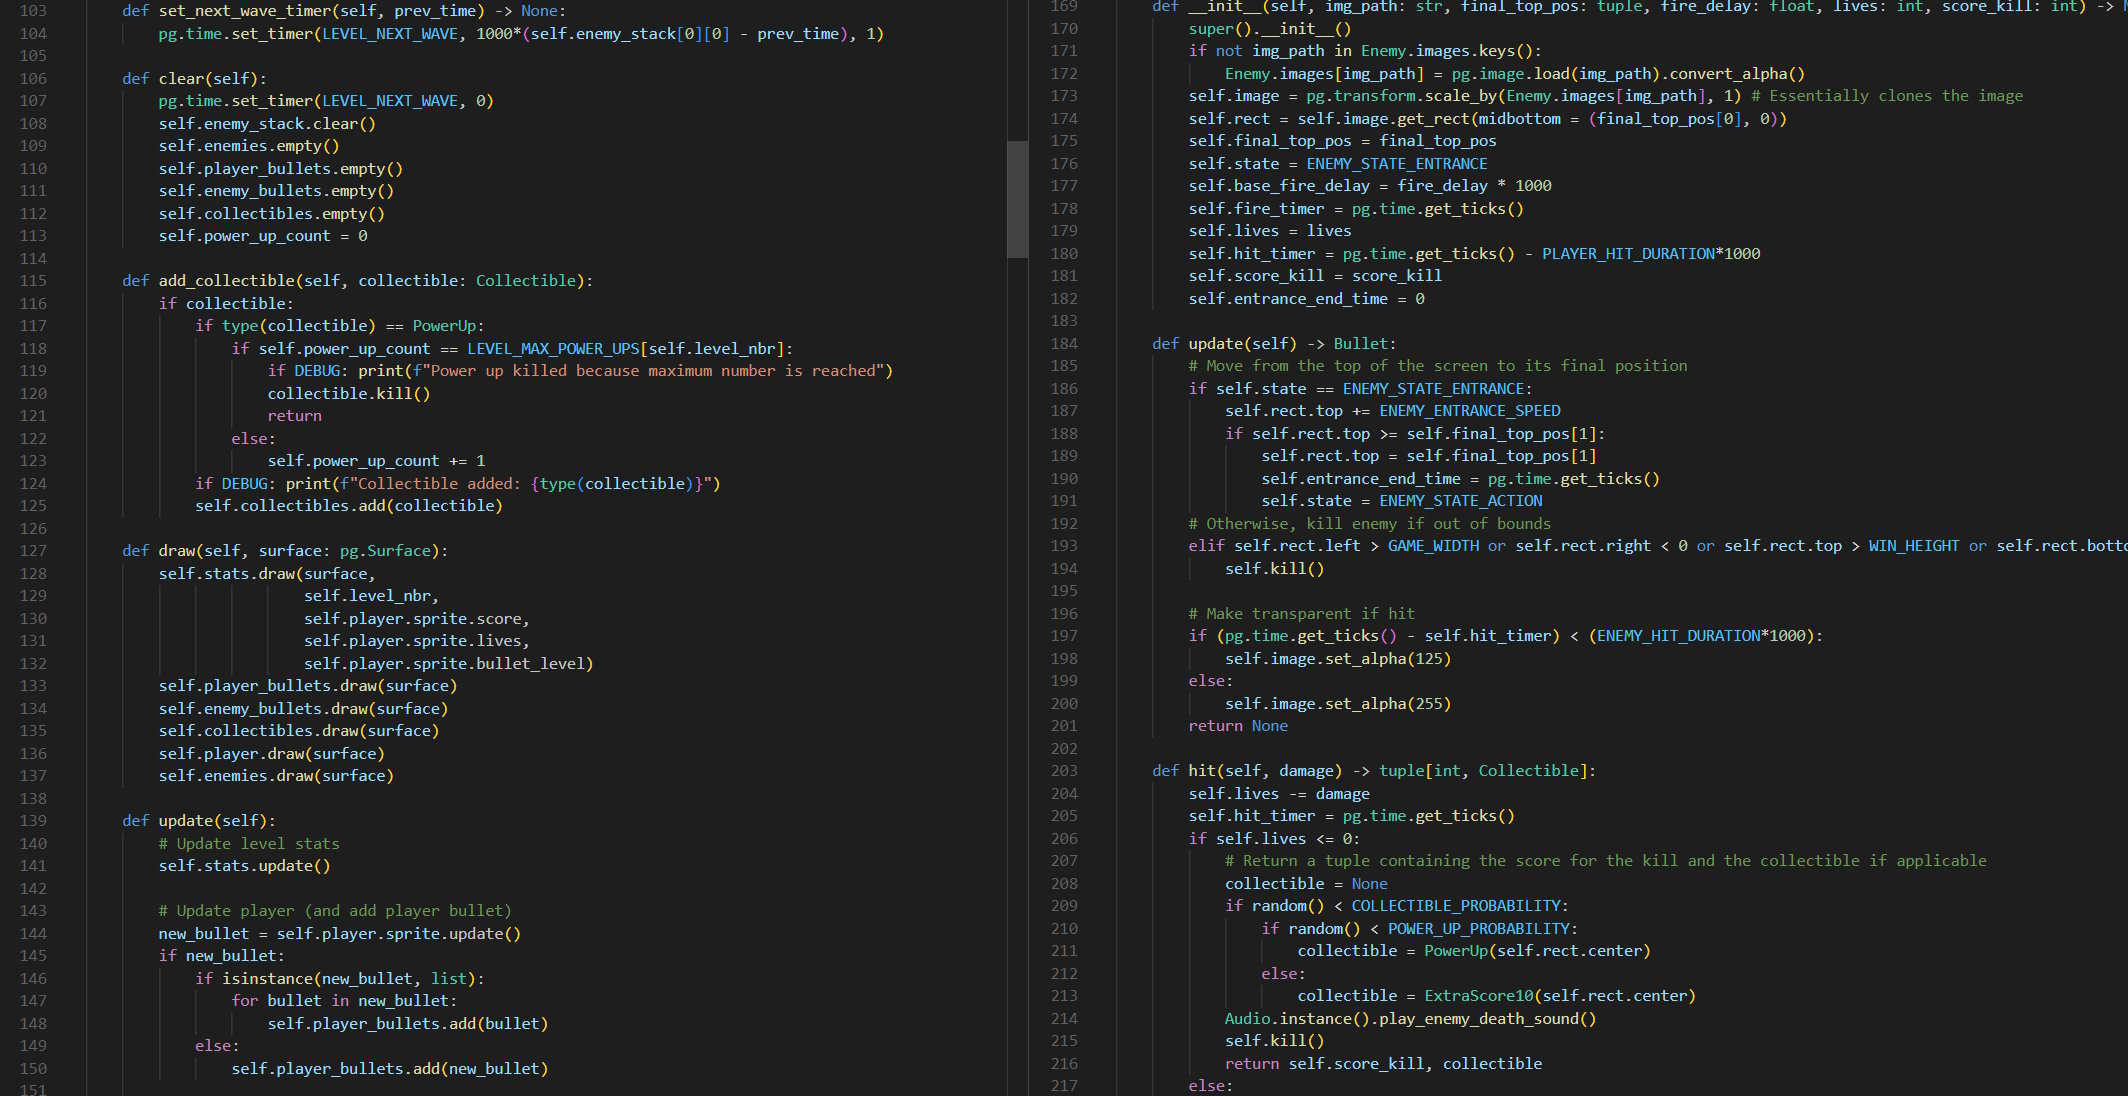 103 def set_next_wave_timer(self, prev_time) -> None:
104 pg.time.set_timer(LEVEL_NEXT_WAVE, 1000*(self.enemy_stack[0][0] - prev_time), 1)
105
106 def clear(self):
107 pg.time.set_timer(LEVEL_NEXT_WAVE, 0)
108 self.enemy_stack.clear()
109 self.enemies.empty()
110 self.player_bullets.empty()
111 self.enemy_bullets.empty()
112 self.collectibles.empty()
113 self.power_up_count = 0
114
115 def add_collectible(self, collectible: Collectible):
116 if collectible:
117 if type(collectible) == PowerUp:
118 if self.power_up_count == LEVEL_MAX_POWER_UPS[self.level_nbr]:
119 if DEBUG: print(f"Power up killed because maximum number is reached")
120 collectible.kill()
121 return
122 else:
123 self.power_up_count += 1
124 if DEBUG: print(f"Collectible added: {type(collectible)}")
125 self.collectibles.add(collectible)
126
127 def draw(self, surface: pg.Surface):
128 self.stats.draw(surface,
129 self.level_nbr,
130 self.player.sprite.score,
131 self.player.sprite.lives,
132 self.player.sprite.bullet_level)
133 self.player_bullets.draw(surface)
134 self.enemy_bullets.draw(surface)
135 self.collectibles.draw(surface)
136 self.player.draw(surface)
137 self.enemies.draw(surface)
138
139 def update(self):
140 # Update level stats
141 self.stats.update()
142
143 # Update player (and add player bullet)
144 new_bullet = self.player.sprite.update()
145 if new_bullet:
146 if isinstance(new_bullet, list):
147 for bullet in new_bullet:
148 self.player_bullets.add(bullet)
149 else:
150 self.player_bullets.add(new_bullet)
151
169 def __init__(self, img_path: str, final_top_pos: tuple, fire_delay: float, lives: int, score_kill: int) ->
170 super().__init__()
171 if not img_path in Enemy.images.keys():
172 Enemy.images[img_path] = pg.image.load(img_path).convert_alpha()
173 self.image = pg.transform.scale_by(Enemy.images[img_path], 1) # Essentially clones the image
174 self.rect = self.image.get_rect(midbottom = (final_top_pos[0], 0))
175 self.final_top_pos = final_top_pos
176 self.state = ENEMY_STATE_ENTRANCE
177 self.base_fire_delay = fire_delay * 1000
178 self.fire_timer = pg.time.get_ticks()
179 self.lives = lives
180 self.hit_timer = pg.time.get_ticks() - PLAYER_HIT_DURATION*1000
181 self.score_kill = score_kill
182 self.entrance_end_time = 0
183
184 def update(self) -> Bullet:
185 # Move from the top of the screen to its final position
186 if self.state == ENEMY_STATE_ENTRANCE:
187 self.rect.top += ENEMY_ENTRANCE_SPEED
188 if self.rect.top >= self.final_top_pos[1]:
189 self.rect.top = self.final_top_pos[1]
190 self.entrance_end_time = pg.time.get_ticks()
191 self.state = ENEMY_STATE_ACTION
192 # Otherwise, kill enemy if out of bounds
193 elif self.rect.left > GAME_WIDTH or self.rect.right < 0 or self.rect.top > WIN_HEIGHT or self.rect.bott
194 self.kill()
195
196 # Make transparent if hit
197 if (pg.time.get_ticks() - self.hit_timer) < (ENEMY_HIT_DURATION*1000):
198 self.image.set_alpha(125)
199 else:
200 self.image.set_alpha(255)
201 return None
202
203 def hit(self, damage) -> tuple[int, Collectible]:
204 self.lives -= damage
205 self.hit_timer = pg.time.get_ticks()
206 if self.lives <= 0:
207 # Return a tuple containing the score for the kill and the collectible if applicable
208 collectible = None
209 if random() < COLLECTIBLE_PROBABILITY:
210 if random() < POWER_UP_PROBABILITY:
211 collectible = PowerUp(self.rect.center)
212 else:
213 collectible = ExtraScore10(self.rect.center)
214 Audio.instance().play_enemy_death_sound()
215 self.kill()
216 return self.score_kill, collectible
217 else: